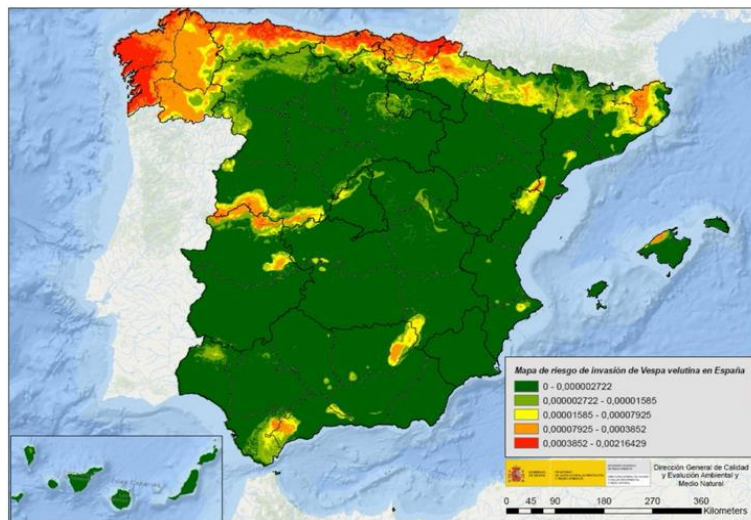 Mapa de riesgo de invasión de Vespa velutina en España
0 - 0,000002722
0,000002722 - 0,00001585
0,00001585 - 0,00007925
0,00007925 - 0,0003852
0,0003852 - 0,00216429
Dirección General de Calidad
y Evaluación Ambiental y
Medio Natural
0 45 90 180 270 360
Kilometers